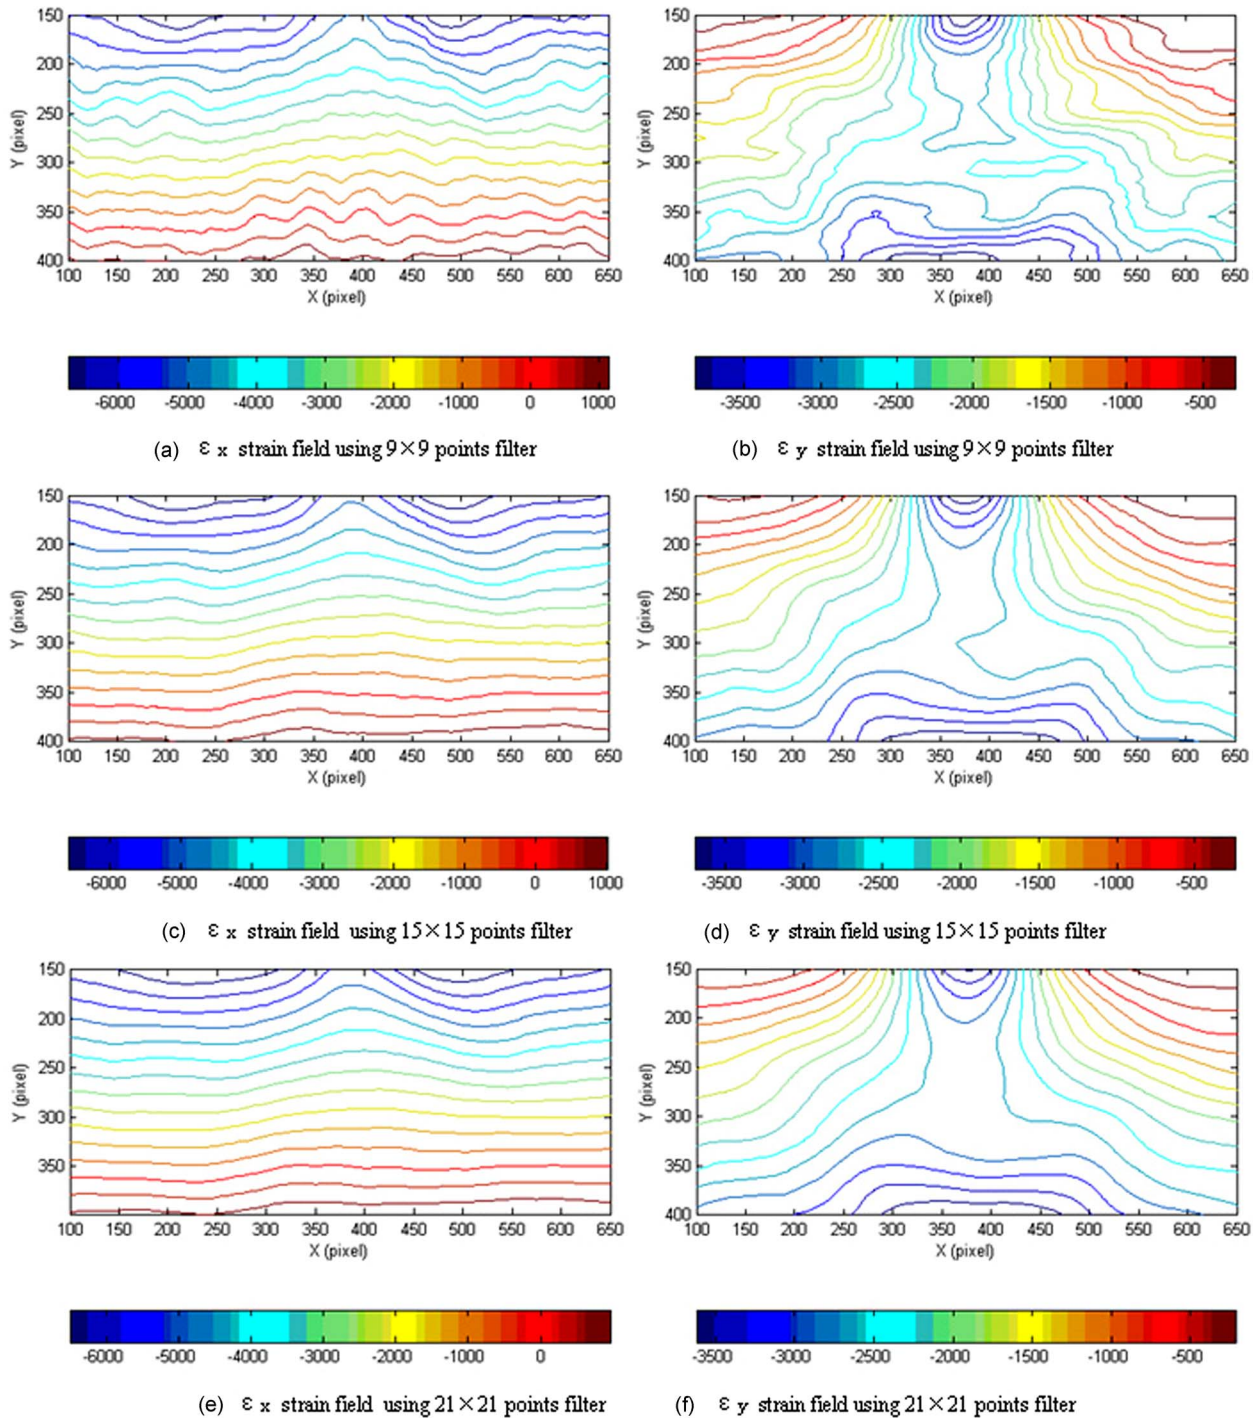 150 200 250 300 350 400
Y (pixel)
100 150 200 250 300 350 400 450 500 550 600 650
X (pixel)
-6000 -5000 -4000 -3000 -2000 -1000 0 1000
(a) ε x strain field using 9×9 points filter
150 200 250 300 350 400
Y (pixel)
100 150 200 250 300 350 400 450 500 550 600 650
X (pixel)
-3500 -3000 -2500 -2000 -1500 -1000 -500
(b) ε y strain field using 9×9 points filter
150 200 250 300 350 400
Y (pixel)
100 150 200 250 300 350 400 450 500 550 600 650
X (pixel)
-6000 -5000 -4000 -3000 -2000 -1000 0 1000
(c) ε x strain field using 15×15 points filter
150 200 250 300 350 400
Y (pixel)
100 150 200 250 300 350 400 450 500 550 600 650
X (pixel)
-3500 -3000 -2500 -2000 -1500 -1000 -500
(d) ε y strain field using 15×15 points filter
150 200 250 300 350
Y (pixel)
100 150 200 250 300 350 400 450 500 550 600 650
X (pixel)
-6000 -5000 -4000 -3000 -2000 -1000 0
(e) ε x strain field using 21×21 points filter
150 200 250 300 350 400
Y (pixel)
100 150 200 250 300 350 400 450 500 550 600 650
X (pixel)
-3500 -3000 -2500 -2000 -1500 -1000 -500
(f) ε y strain field using 21×21 points filter